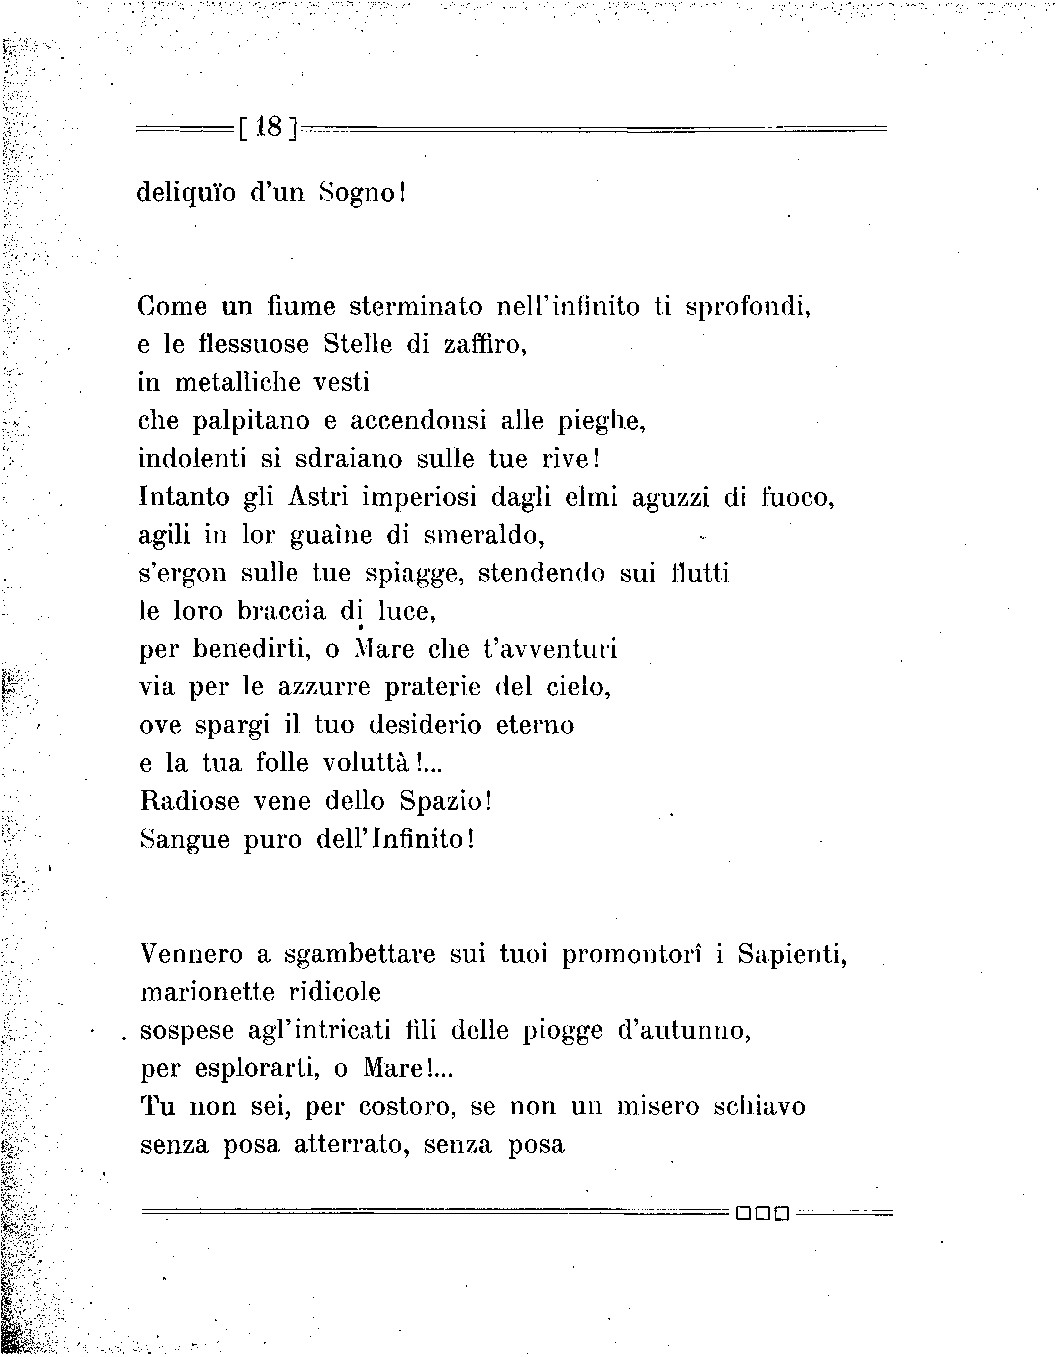 [ 18 ]
deliquïo d'un Sogno!
Come un fiume sterminato nell'infinito ti sprofondi,
e le flessuose Stelle di zaffiro,
in metalliche vesti
che palpitano e accendonsi alle pieghe,
indolenti si sdraiano sulle tue rive!
Intanto gli Astri imperiosi dagli elmi aguzzi di fuoco,
agili in lor guaìne di smeraldo,
s'ergon sulle tue spiagge, stendendo sui flutti
le loro braccia di luce,
per benedirti, o Mare che t'avventuri
via per le azzurre praterie del cielo,
ove spargi il tuo desiderio eterno
e la tua folle voluttà!...
Radiose vene dello Spazio!
Sangue puro dell'Infinito!
Vennero a sgambettare sui tuoi promontorî i Sapienti,
marionette ridicole
sospese agl'intricati fili delle piogge d'autunno,
per esplorarti, o Mare!...
Tu non sei, per costoro, se non un misero schiavo
senza posa atterrato, senza posa